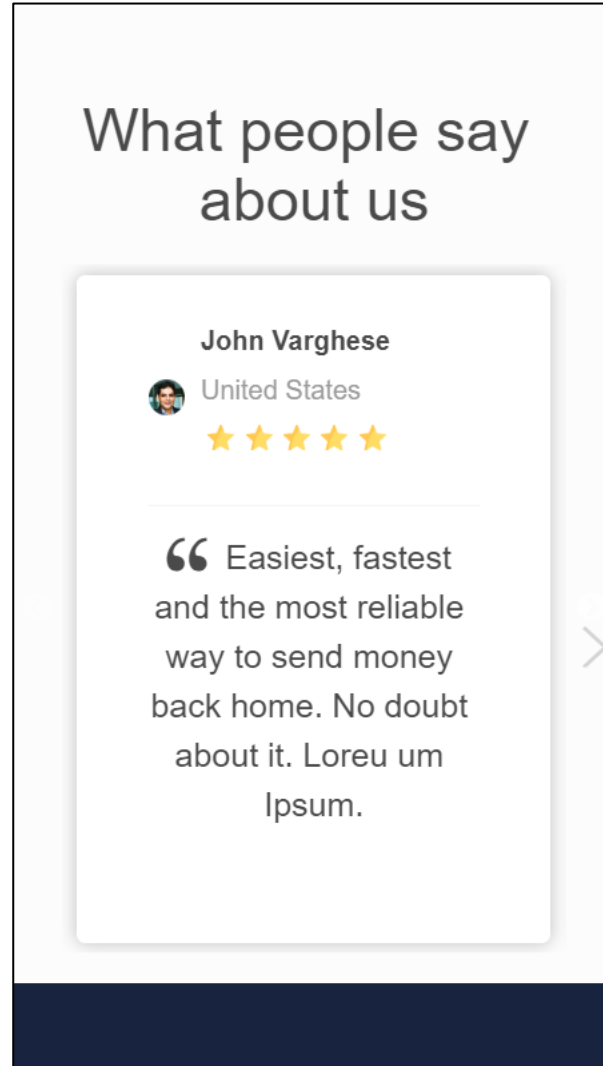 What people say
about us
John Varghese
United States
“ Easiest, fastest
and the most reliable
way to send money
back home. No doubt
about it. Loreu um
Ipsum.